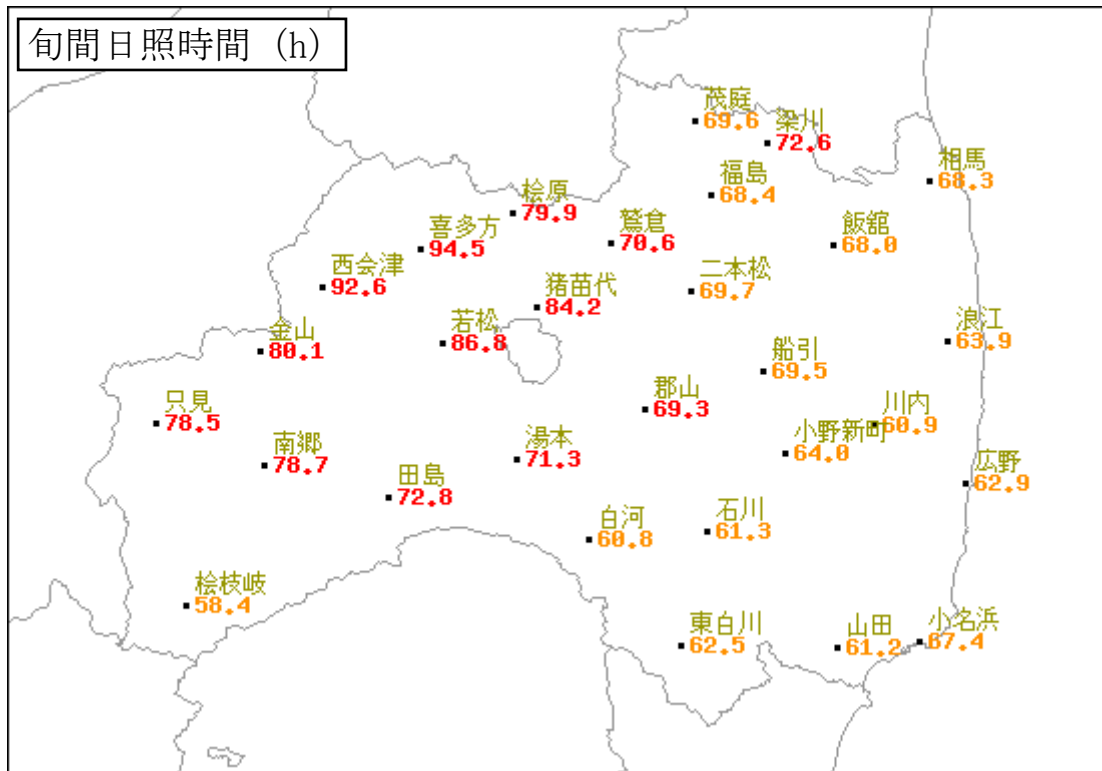 旬間日照時間 (h)
茂庭
69.6
梁川
72.6
相馬
68.3
福島
68.4
桧原
79.9
鷲倉
70.6
喜多方
94.5
飯舘
68.0
西会津
92.6
二本松
69.7
猪苗代
84.2
若松
86.8
浪江
63.9
金山
80.1
船引
69.5
郡山
69.3
只見
78.5
川内
60.9
小野新町
64.0
南郷
78.7
湯本
71.3
広野
62.9
田島
72.8
石川
61.3
白河
60.8
桧枝岐
58.4
東白川
62.5
山田
61.2
小名浜
67.4